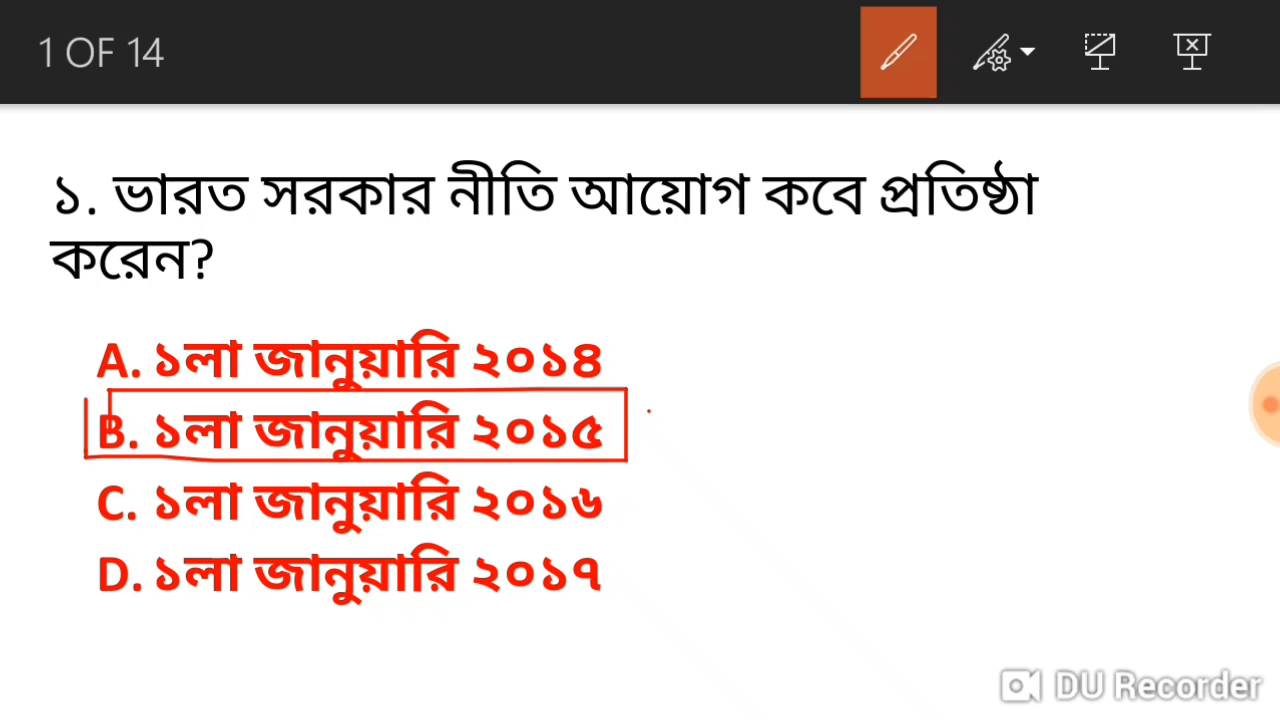 1 OF 14
১. ভারত সরকার নীতি আয়োগ কবে প্রতিষ্ঠা
করেন?
A. ১লা জানুয়ারি ২০১৪
B. ১লা জানুয়ারি ২০১৫
C. ১লা জানুয়ারি ২০১৬
D. ১লা জানুয়ারি ২০১৭
DU Recorder